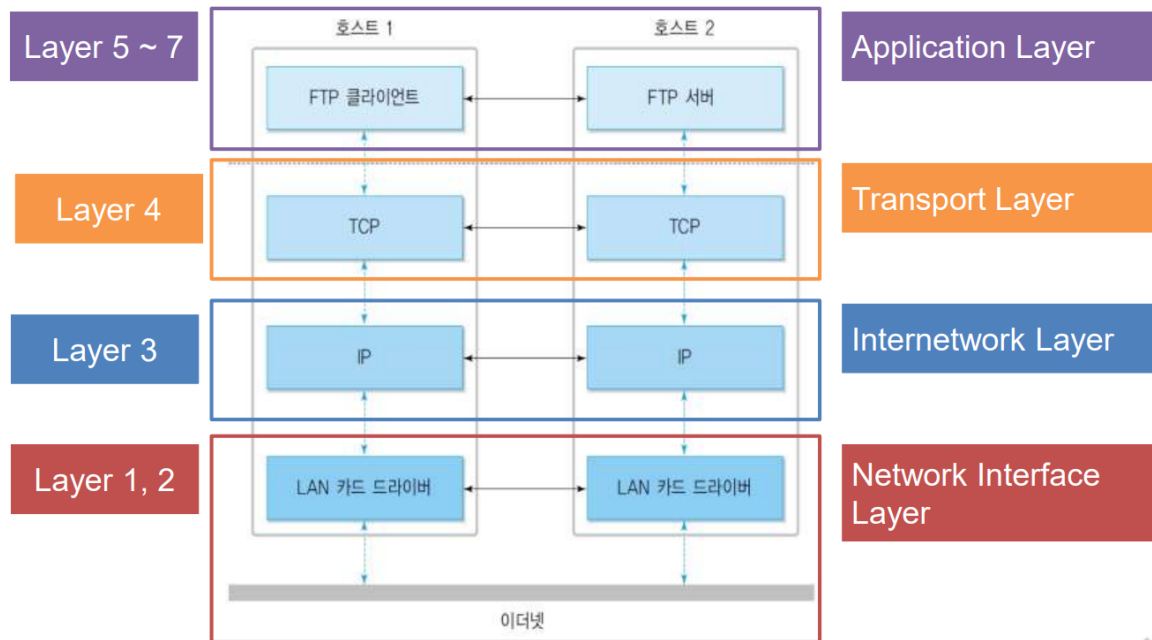 호스트 1
호스트 2
Layer 5 ~ 7
FTP 클라이언트
FTP 서버
Application Layer
Layer 4
TCP
TCP
Transport Layer
Layer 3
IP
IP
Internetwork Layer
Layer 1, 2
LAN 카드 드라이버
LAN 카드 드라이버
Network Interface
Layer
이더넷